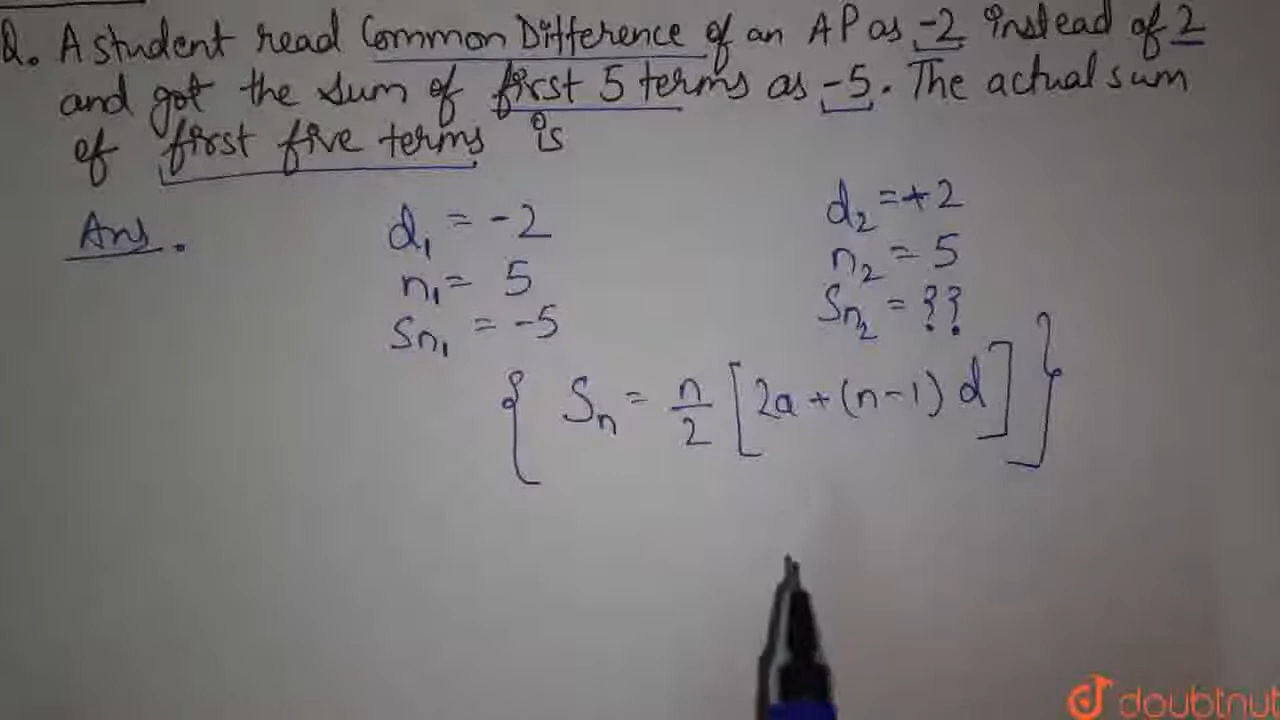 Q. A student read Common Difference of an AP as -2 instead of 2
and got the sum of first 5 terms as -5. The actual sum
of first five terms is
Ans.
d₁ = -2
n₁ = 5
Sn₁ = -5
d₂ = +2
n₂ = 5
Sn₂ = ??
{ Sₙ = n/2 [2a + (n-1) d] }
doubtnut